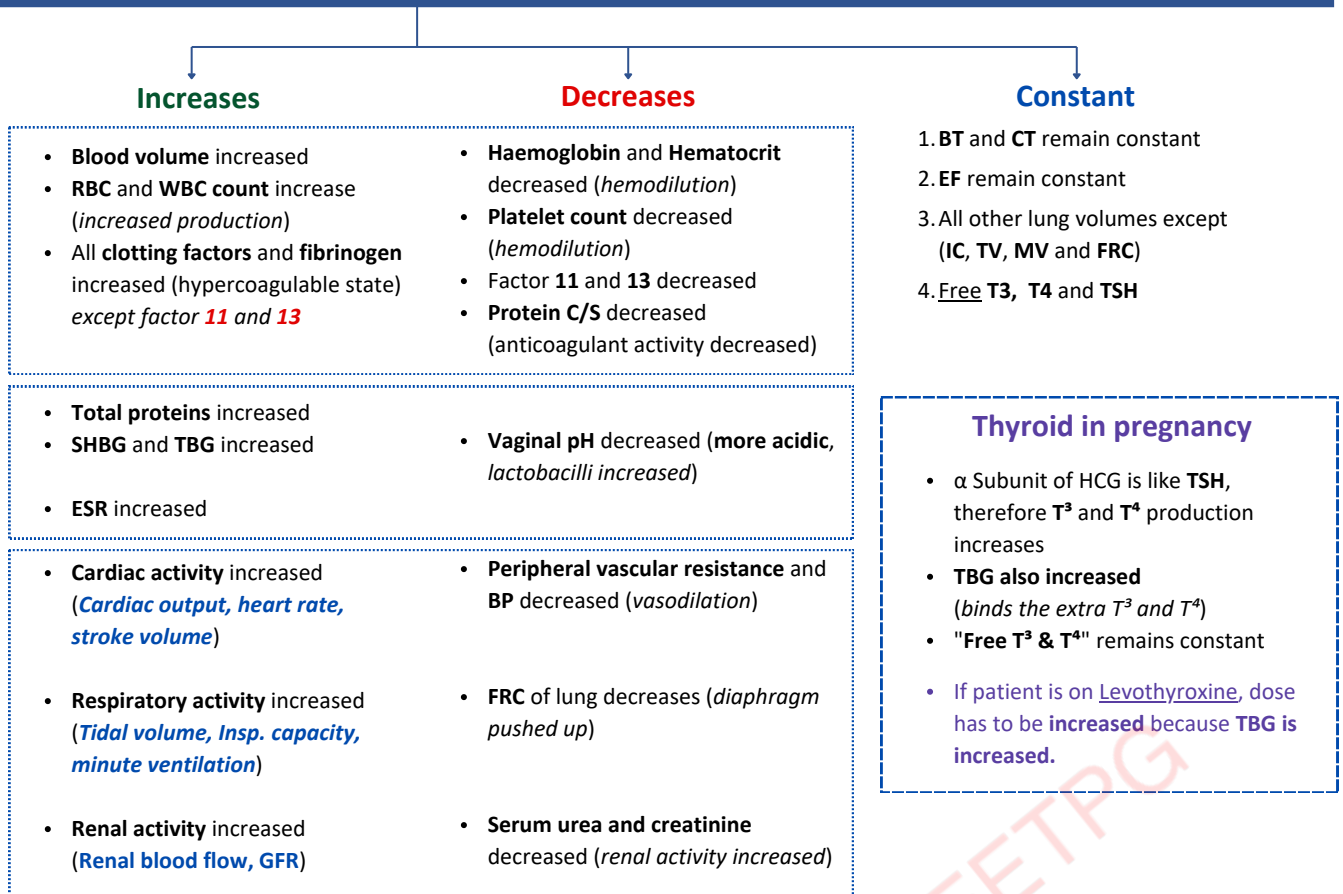 Increases
• Blood volume increased
• RBC and WBC count increase
(increased production)
• All clotting factors and fibrinogen
increased (hypercoagulable state)
except factor 11 and 13
• Total proteins increased
• SHBG and TBG increased
• ESR increased
• Cardiac activity increased
(Cardiac output, heart rate,
stroke volume)
• Respiratory activity increased
(Tidal volume, Insp. capacity,
minute ventilation)
• Renal activity increased
(Renal blood flow, GFR)
Decreases
• Haemoglobin and Hematocrit
decreased (hemodilution)
• Platelet count decreased
(hemodilution)
• Factor 11 and 13 decreased
• Protein C/S decreased
(anticoagulant activity decreased)
• Vaginal pH decreased (more acidic,
lactobacilli increased)
• Peripheral vascular resistance and
BP decreased (vasodilation)
• FRC of lung decreases (diaphragm
pushed up)
• Serum urea and creatinine
decreased (renal activity increased)
Constant
1. BT and CT remain constant
2. EF remain constant
3. All other lung volumes except
(IC, TV, MV and FRC)
4. Free T3, T4 and TSH
Thyroid in pregnancy
• α Subunit of HCG is like TSH,
therefore T³ and T⁴ production
increases
• TBG also increased
(binds the extra T³ and T⁴)
• "Free T³ & T⁴" remains constant
• If patient is on Levothyroxine, dose
has to be increased because TBG is
increased.
ETPG